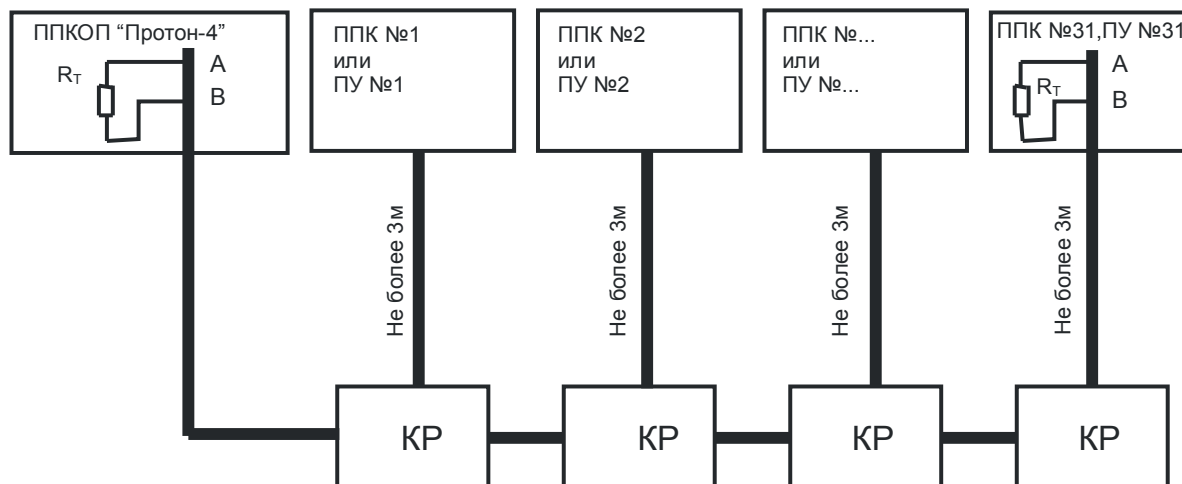 ППКОП “Протон-4”
Rт
А
В
ППК №1
или
ПУ №1
ППК №2
или
ПУ №2
ППК №...
или
ПУ №...
ППК №31,ПУ №31
Rт
А
В
Не более 3м
Не более 3м
Не более 3м
Не более 3м
КР
КР
КР
КР